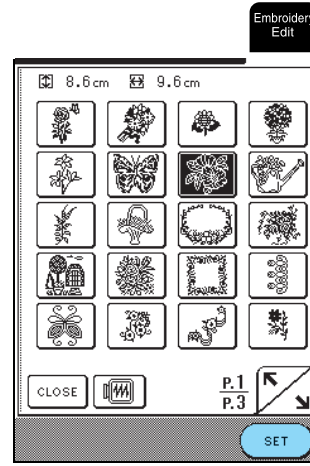 Embroidery
Edit
8.6cm 9.6cm
CLOSE
P.1
P.3
SET